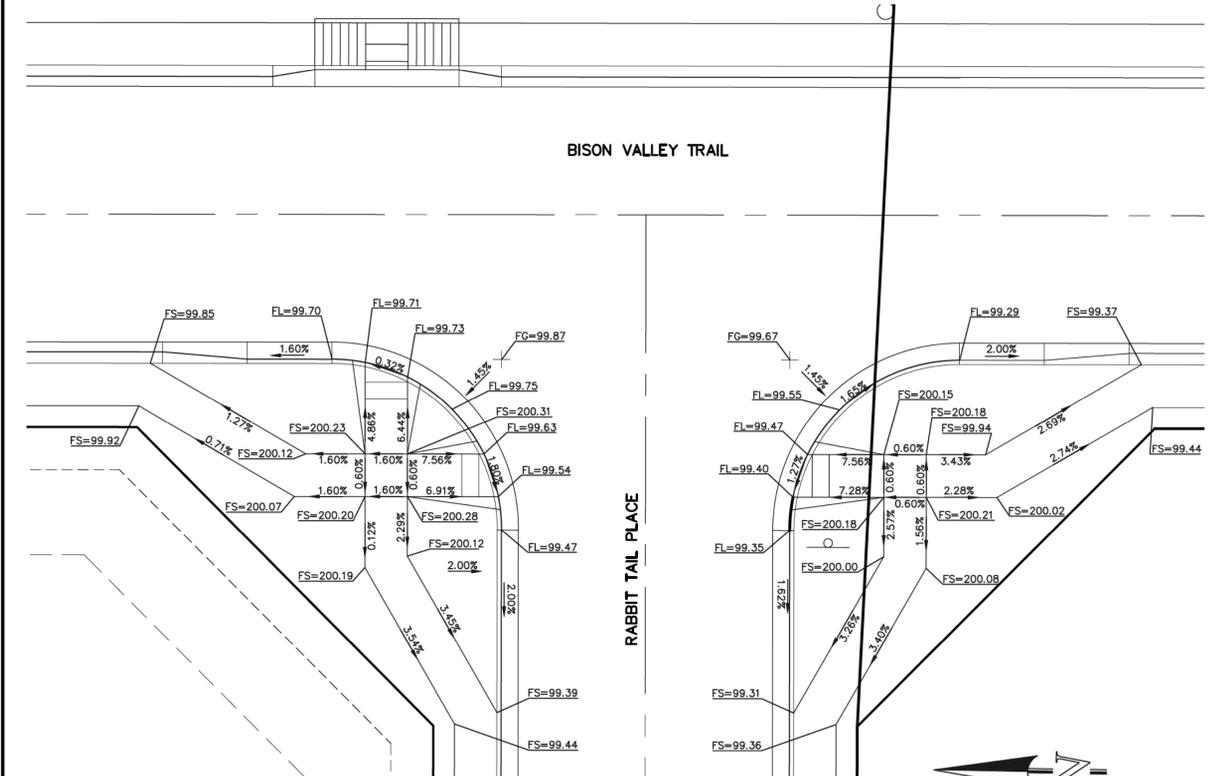 BISON VALLEY TRAIL
FS=99.85
FL=99.70
FL=99.71
FL=99.73
FG=99.87
1.60%
0.32%
1.45%
FL=99.75
FS=200.31
FL=99.63
4.86%
6.44%
1.27%
FS=200.23
FS=99.92
0.71%
FS=200.12
1.60%
1.60%
7.56%
1.80%
FL=99.54
0.60%
0.60%
1.60%
1.60%
6.91%
FS=200.07
FS=200.20
FS=200.28
0.12%
2.29%
FS=200.12
FL=99.47
FS=200.19
2.00%
2.00%
3.54%
3.45%
FS=99.39
FS=99.44
RABBIT TAIL PLACE
FG=99.67
FL=99.29
FS=99.37
2.00%
1.45%
1.65%
FL=99.55
FS=200.15
FS=200.18
FS=99.94
FL=99.47
0.60%
2.69%
2.74%
FS=99.44
7.56%
3.43%
1.27%
FL=99.40
0.60%
0.60%
7.28%
0.60%
2.28%
FS=200.18
FS=200.21
FS=200.02
2.57%
1.56%
FL=99.35
FS=200.00
FS=200.08
1.62%
3.26%
3.40%
FS=99.31
FS=99.36
N